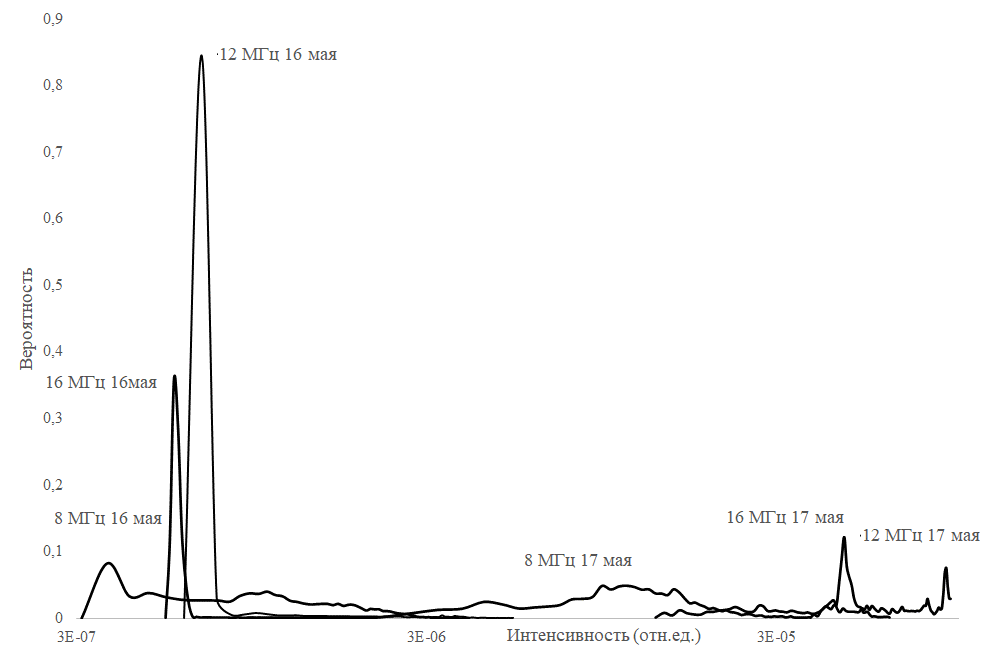 0,9
·12 МГц 16 мая
0,8
0,7
0,6
0,5
Вероятность
0,4
16 МГц 16мая
0,3
0,2
8 МГц 16 мая
16 МГц 17 мая
·12 МГц 17 мая
0,1
8 МГц 17 мая
0
3E-07
3E-06
Интенсивность (отн.ед.)
3E-05